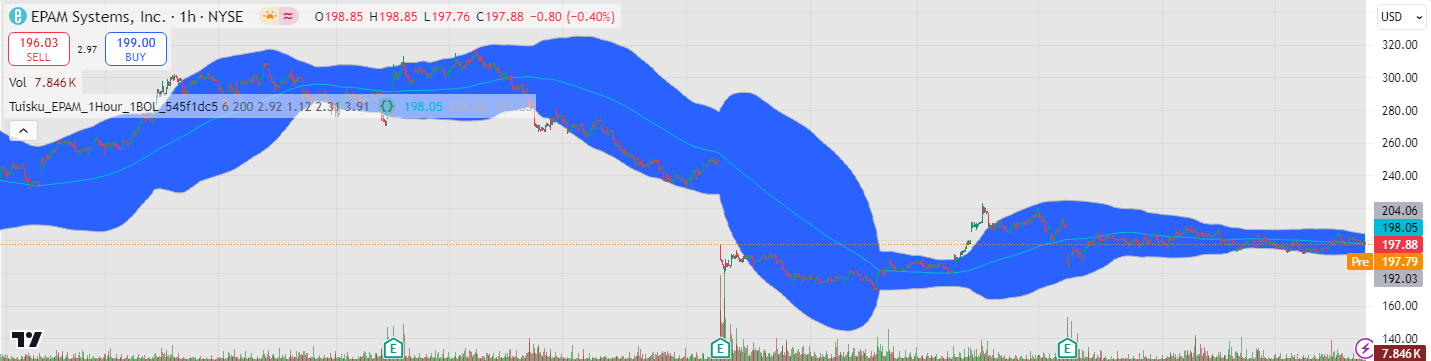 EPAM Systems, Inc. · 1h · NYSE O198.85 H198.85 L197.76 C197.88 −0.80 (−0.40%)
USD
196.03 SELL 2.97 199.00 BUY
Vol 7.846 K
Tuisku_EPAM_1Hour_1BOL_545f1dc5 6 200 2.92 1.12 2.31 3.91 {} 198.05
320.00
300.00
280.00
260.00
240.00
204.06
198.05
197.88
Pre 197.79
192.03
160.00
140.00
7.846 K
E
E
E